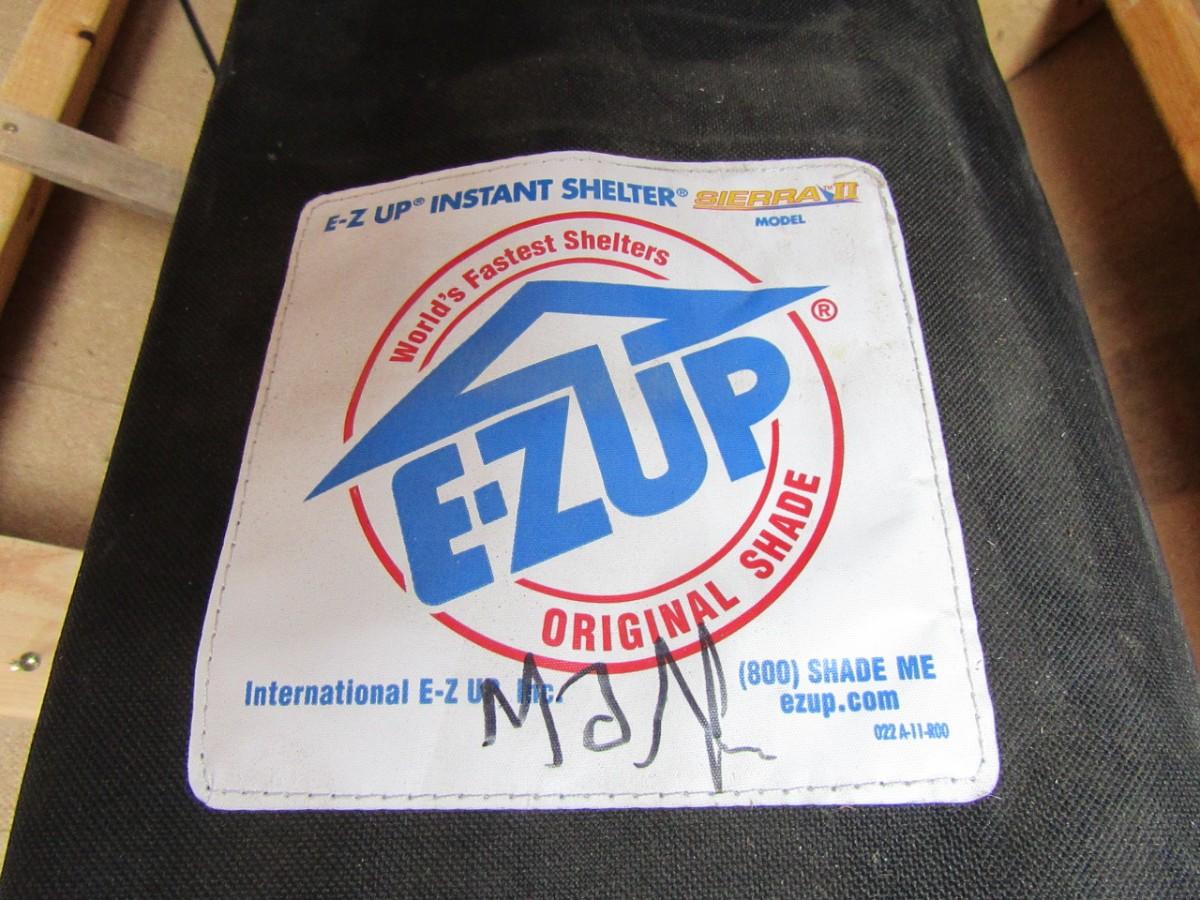 E-Z UP® INSTANT SHELTER® SIERRA™ II
MODEL
World's Fastest Shelters
E-Z UP®
ORIGINAL SHADE
International E-Z UP, Inc.
(800) SHADE ME
ezup.com
022 A-11-R00